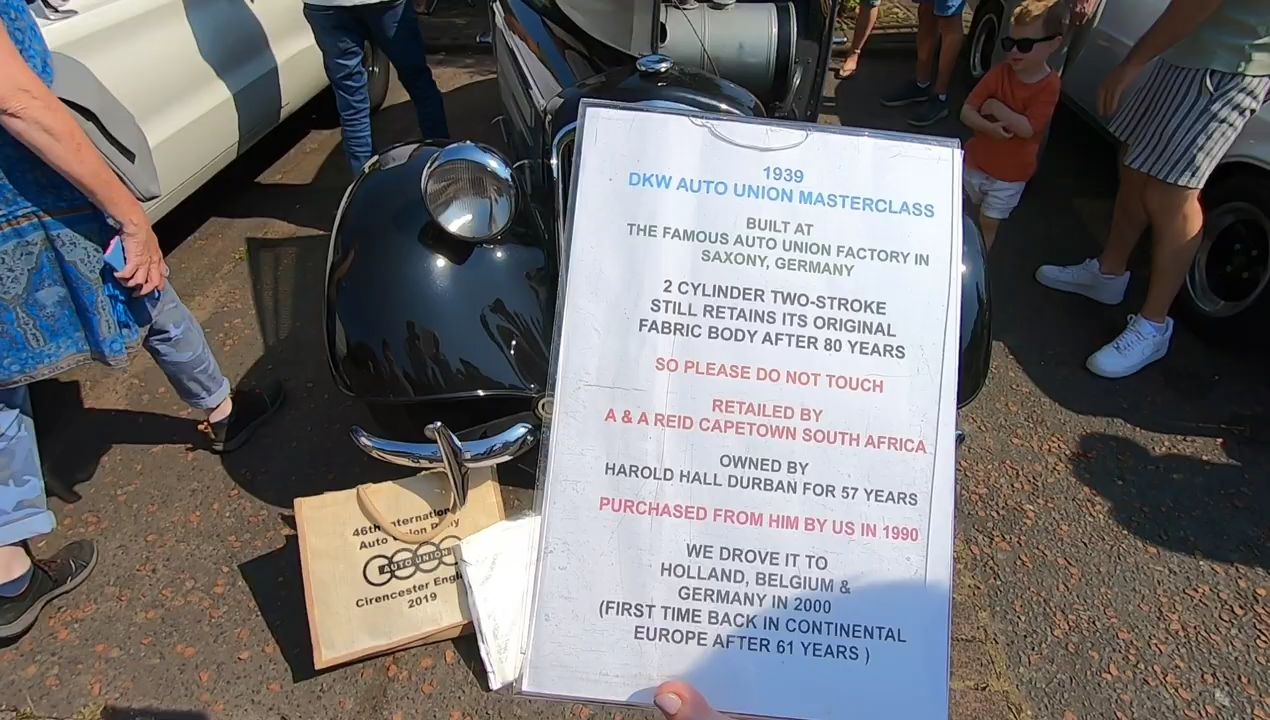 1939
DKW AUTO UNION MASTERCLASS
BUILT AT
THE FAMOUS AUTO UNION FACTORY IN
SAXONY, GERMANY
2 CYLINDER TWO-STROKE
STILL RETAINS ITS ORIGINAL
FABRIC BODY AFTER 80 YEARS
SO PLEASE DO NOT TOUCH
RETAILED BY
A & A REID CAPETOWN SOUTH AFRICA
OWNED BY
HAROLD HALL DURBAN FOR 57 YEARS
PURCHASED FROM HIM BY US IN 1990
WE DROVE IT TO
HOLLAND, BELGIUM &
GERMANY IN 2000
(FIRST TIME BACK IN CONTINENTAL
EUROPE AFTER 61 YEARS )
46th International
Auto Union
AUTO UNION
Cirencester
2019